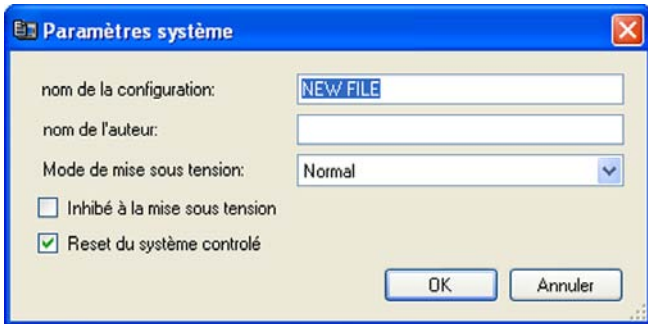 Paramètres système
nom de la configuration: NEW FILE
nom de l'auteur:
Mode de mise sous tension: Normal
Inhibé à la mise sous tension
Reset du système controlé
OK Annuler